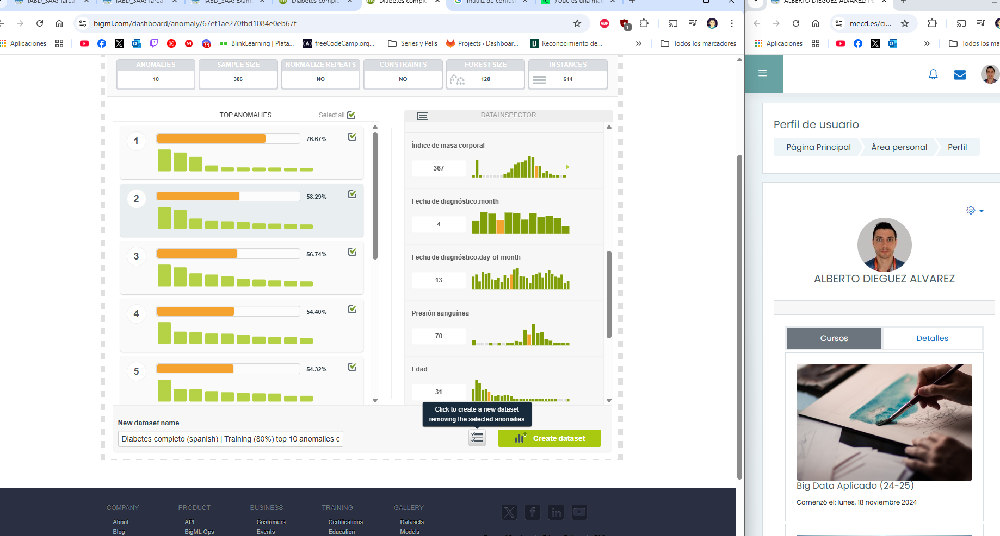 IABD_SAA: Tarea
IABD_SAA: Tarea
IABD_SAA: Exam
Diabetes comple
Diabetes comple
matriz de confus
¿Qué es una mat
bigml.com/dashboard/anomaly/67ef1ae270fbd1084e0eb67f
ABP
1
Aplicaciones
11
BlinkLearning | Plata...
freeCodeCamp.org...
Series y Pelis
Projects · Dashboar...
Reconocimiento de...
Todos los marcadores
ANOMALIES
10
SAMPLE SIZE
386
NORMALIZE REPEATS
NO
CONSTRAINTS
NO
FOREST SIZE
128
INSTANCES
614
TOP ANOMALIES
Select all
1
76.67%
2
58.29%
3
56.74%
4
54.40%
5
54.32%
DATA INSPECTOR
Índice de masa corporal
367
Fecha de diagnóstico.month
4
Fecha de diagnóstico.day-of-month
13
Presión sanguínea
70
Edad
31
Click to create a new dataset
removing the selected anomalies
New dataset name
Diabetes completo (spanish) | Training (80%) top 10 anomalies d
Create dataset
COMPANY
About
Blog
PRODUCT
API
BigML Ops
BUSINESS
Customers
Events
TRAINING
Certifications
Education
GALLERY
Datasets
Models
ALBERTO DIEGUEZ ALVAREZ: Pe
mecd.es/ci...
Aplicaciones
Todos los ma
Perfil de usuario
Página Principal
Área personal
Perfil
ALBERTO DIEGUEZ ALVAREZ
Cursos
Detalles
Big Data Aplicado (24-25)
Comenzó el: lunes, 18 noviembre 2024